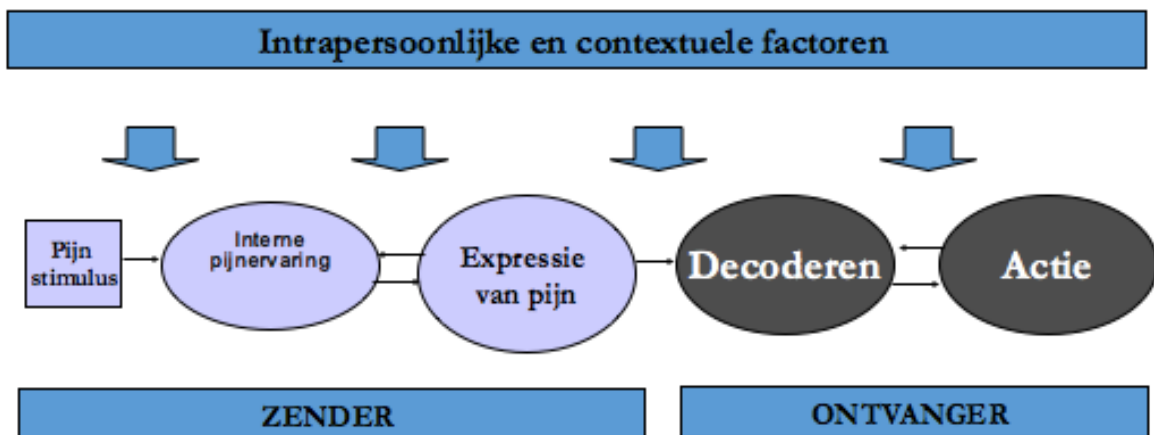 Intrapersoonlijke en contextuele factoren
Pijn
stimulus
Interne
pijnervaring
Expressie
van pijn
Decoderen
Actie
ZENDER
ONTVANGER